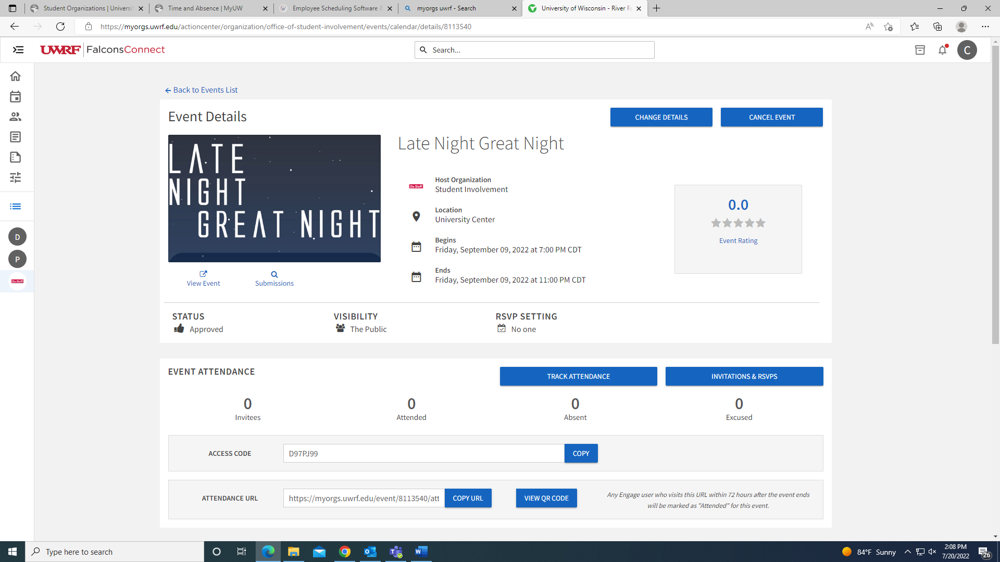 Student Organizations | Universit
Time and Absence | MyUW
Employee Scheduling Software &
myorgs uwrf - Search
University of Wisconsin - River Fa
https://myorgs.uwrf.edu/actioncenter/organization/office-of-student-involvement/events/calendar/details/8113540
UWRF FalconsConnect
Search...
C
Back to Events List
Event Details
CHANGE DETAILS
CANCEL EVENT
LATE
NIGHT
GREAT NIGHT
Late Night Great Night
Do Stuff
Host Organization
Student Involvement
Location
University Center
Begins
Friday, September 09, 2022 at 7:00 PM CDT
Ends
Friday, September 09, 2022 at 11:00 PM CDT
0.0
Event Rating
View Event
Submissions
D
P
Do Stuff
STATUS
Approved
VISIBILITY
The Public
RSVP SETTING
No one
EVENT ATTENDANCE
TRACK ATTENDANCE
INVITATIONS & RSVPS
0
Invitees
0
Attended
0
Absent
0
Excused
ACCESS CODE
D97PJ99
COPY
ATTENDANCE URL
https://myorgs.uwrf.edu/event/8113540/att
COPY URL
VIEW QR CODE
Any Engage user who visits this URL within 72 hours after the event ends
will be marked as "Attended" for this event.
Type here to search
84°F Sunny
2:08 PM
7/20/2022
26